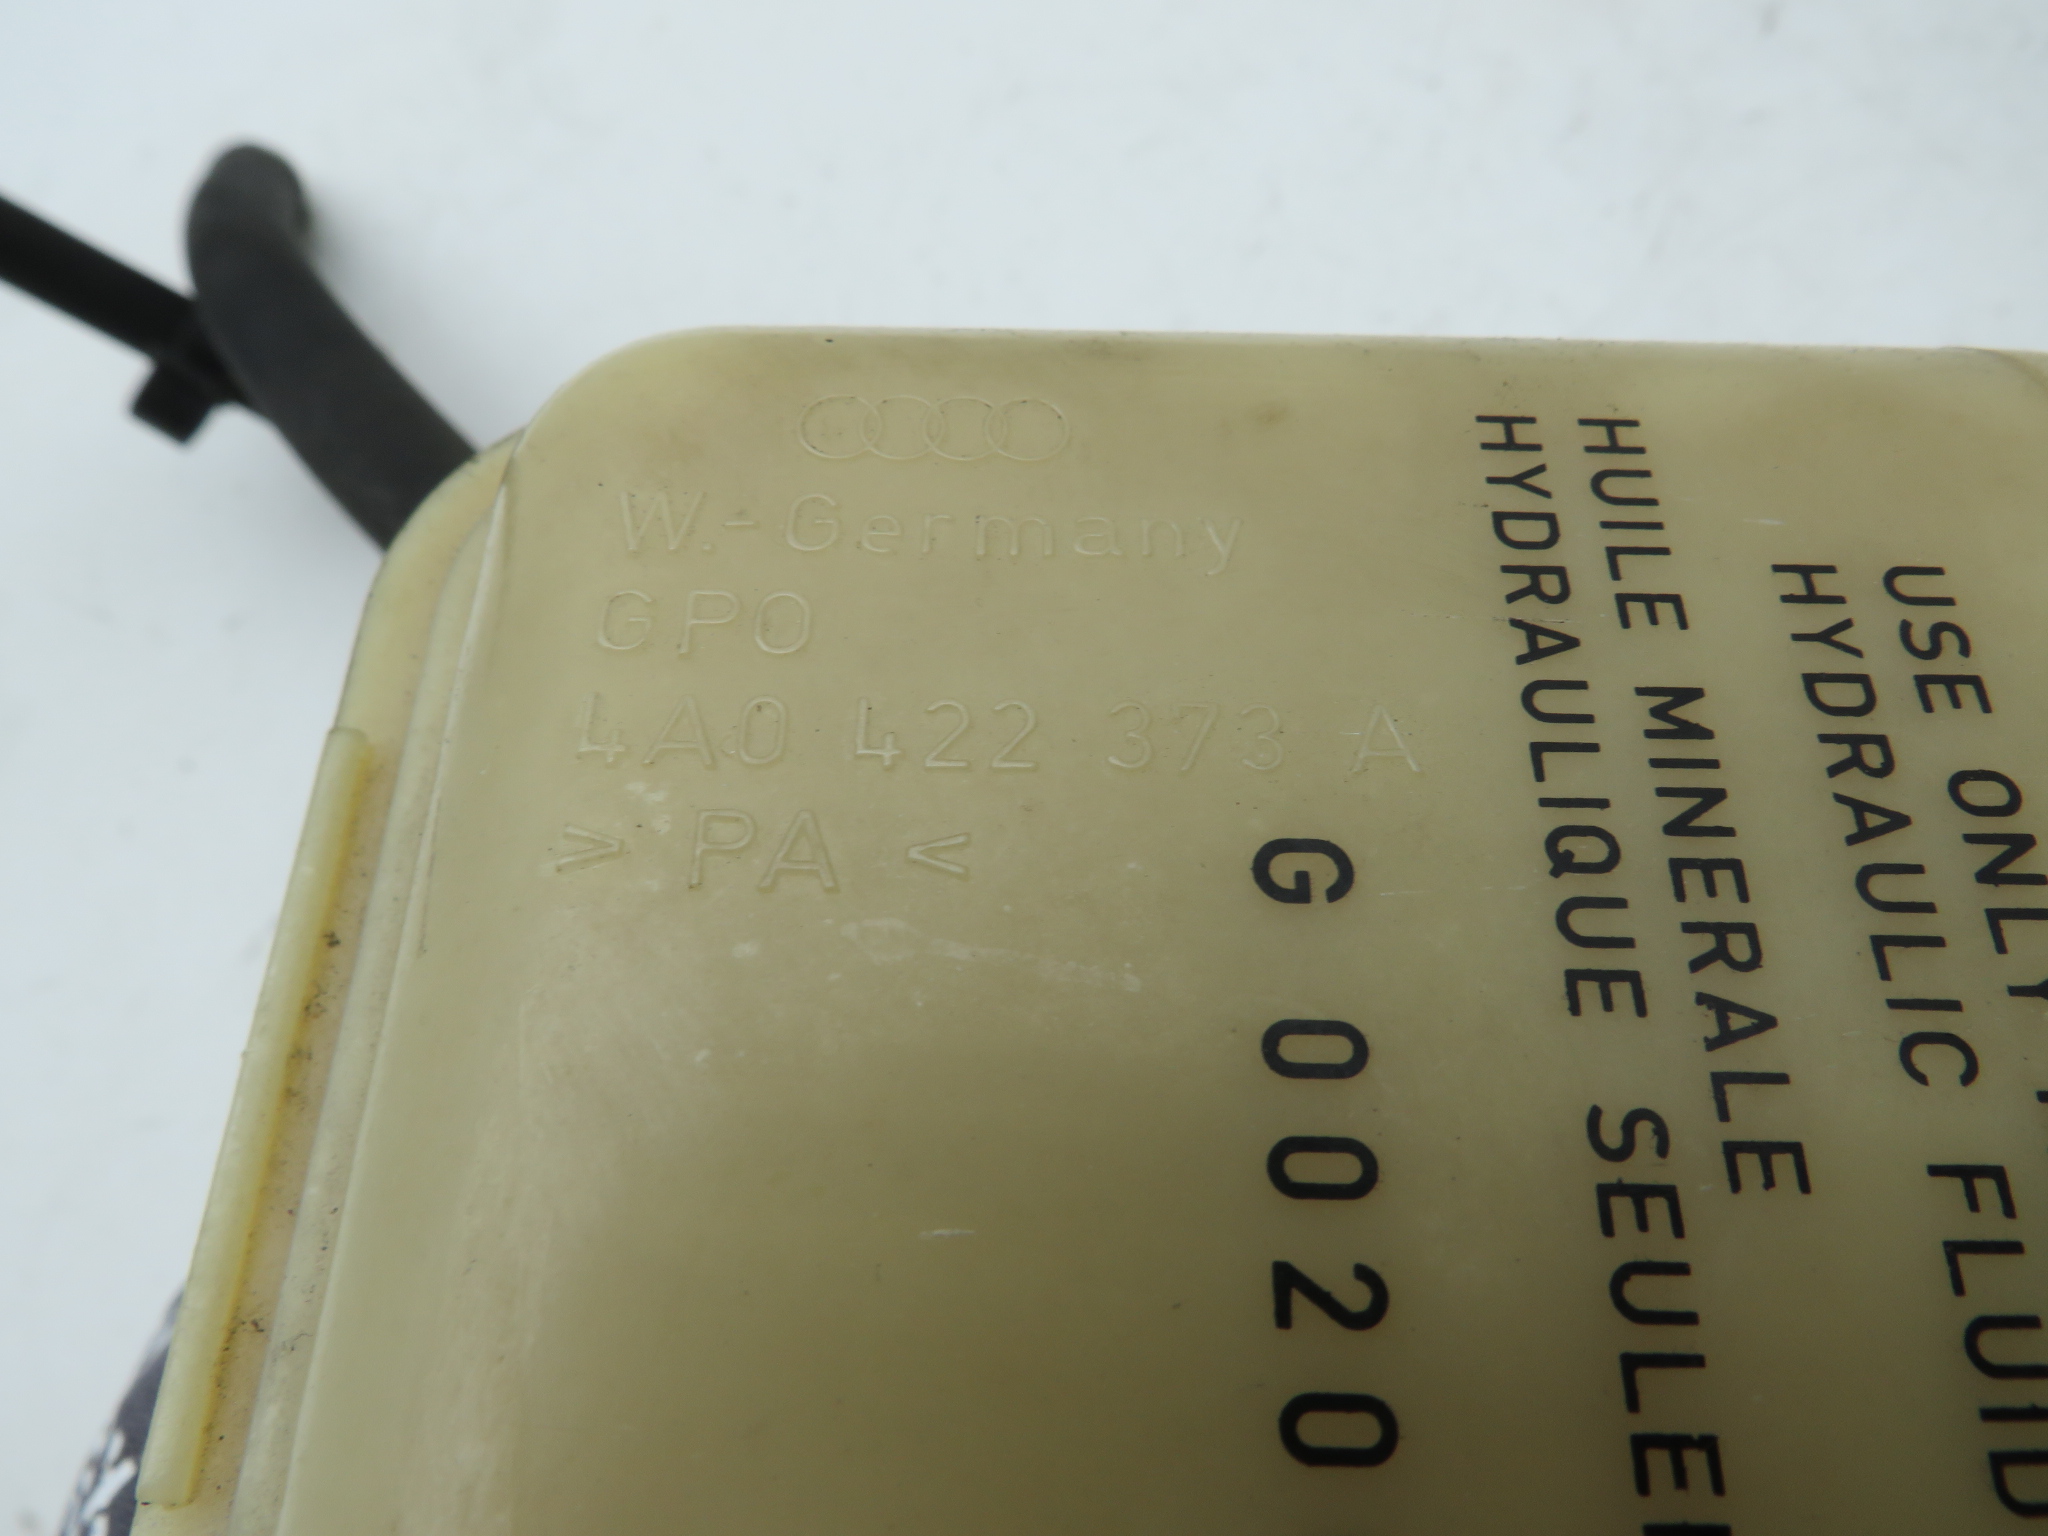 W.-Germany
GPO
4A0 422 373 A
> PA <
USE ONLY
HYDRAULIC FLUID
HUILE MINERALE
HYDRAULIQUE SEULE
G 0020